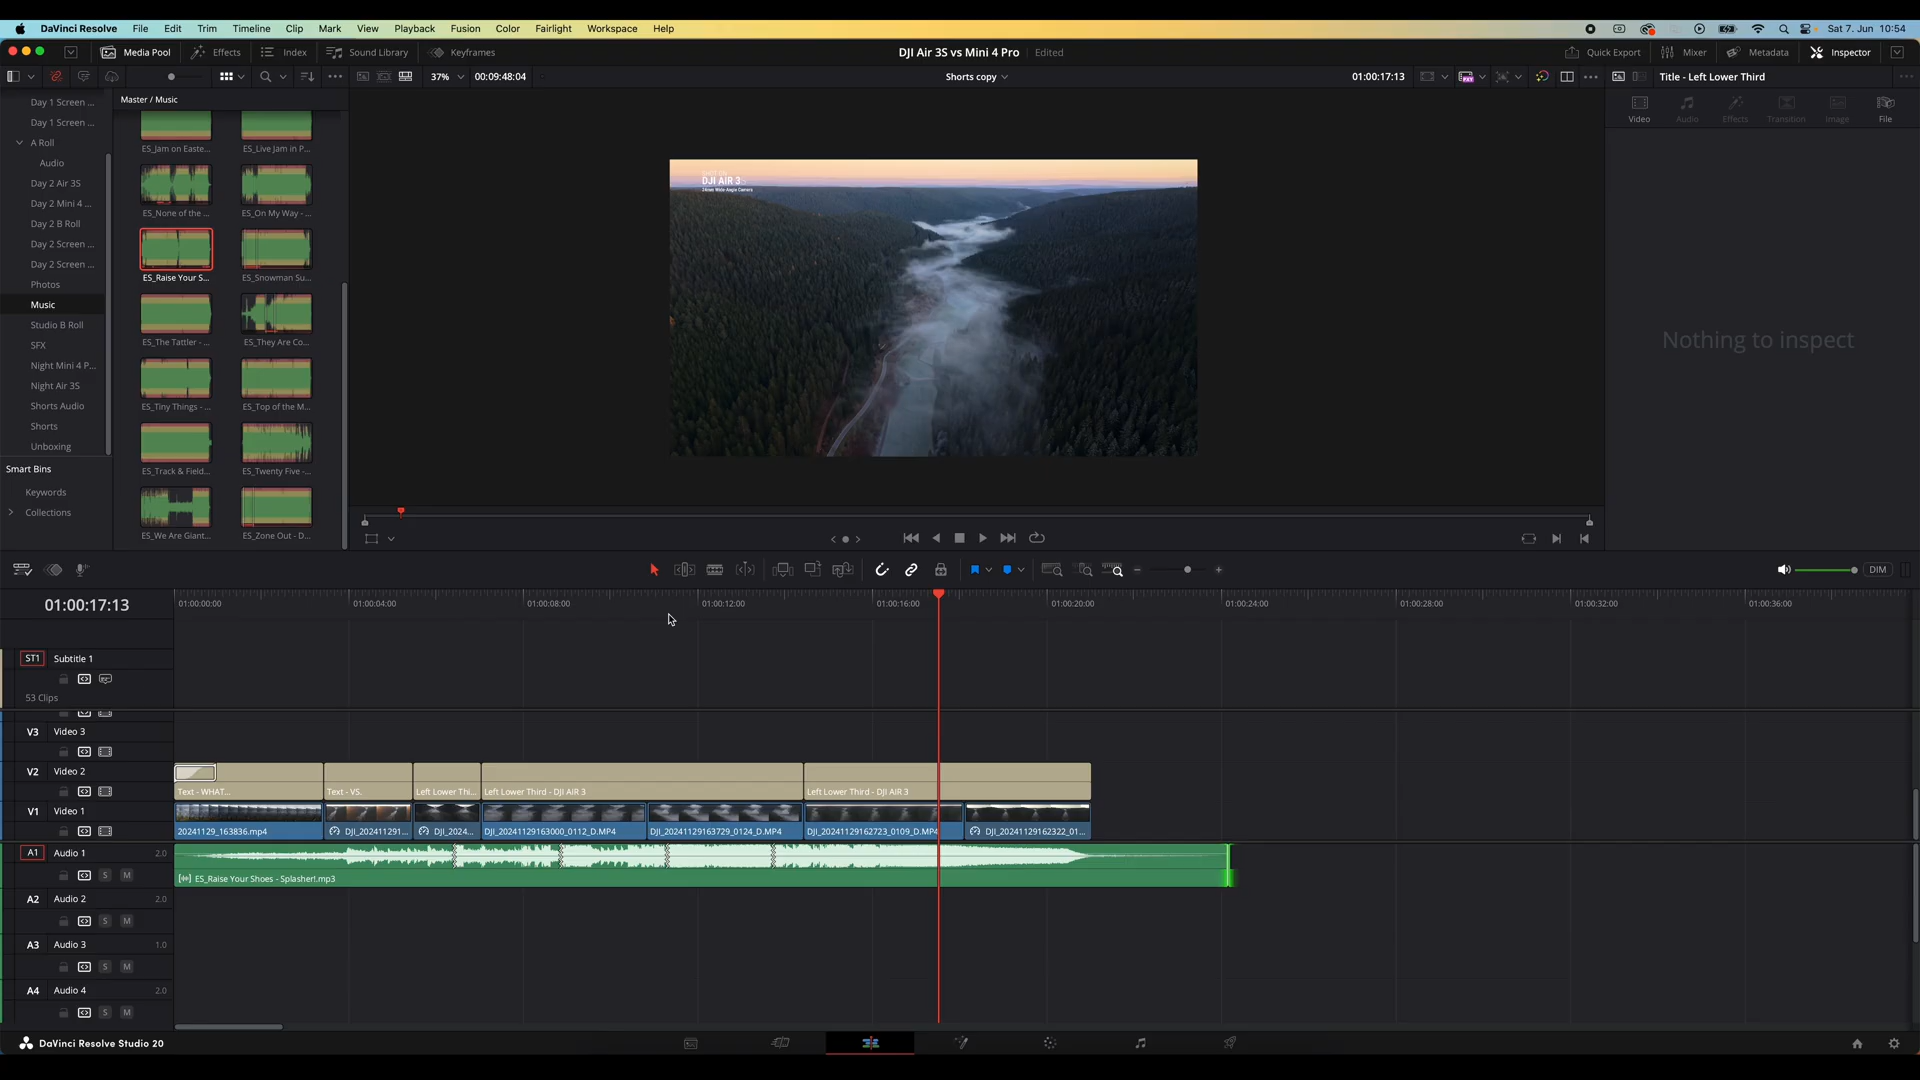 DaVinci Resolve File Edit Trim Timeline Clip Mark View Playback Fusion Color Fairlight Workspace Help Sat 7. Jun 10:54
Media Pool Effects Index Sound Library Keyframes DJI Air 3S vs Mini 4 Pro Edited Quick Export Mixer Metadata Inspector
37% 00:09:48:04 Shorts copy 01:00:17:13 Title - Left Lower Third
Master / Music
Video Audio Effects Transition Image File
Day 1 Screen ...
Day 1 Screen ...
A Roll
Audio
Day 2 Air 3S
Day 2 Mini 4 ...
Day 2 B Roll
Day 2 Screen ...
Day 2 Screen ...
Photos
Music
Studio B Roll
SFX
Night Mini 4 P...
Night Air 3S
Shorts Audio
Shorts
Unboxing
Smart Bins
Keywords
Collections
ES_Jam on Easte... ES_Live Jam in P...
ES_None of the ... ES_On My Way - ...
ES_Raise Your S... ES_Snowman Su...
ES_The Tattler - ... ES_They Are Co...
ES_Tiny Things - ... ES_Top of the M...
ES_Track & Field... ES_Twenty Five -...
ES_We Are Giant... ES_Zone Out - D...
SHOT ON
DJI AIR 3S
24mm Wide-Angle Camera
Nothing to inspect
DIM
01:00:17:13
01:00:00:00 01:00:04:00 01:00:08:00 01:00:12:00 01:00:16:00 01:00:20:00 01:00:24:00 01:00:28:00 01:00:32:00 01:00:36:00
ST1 Subtitle 1
53 Clips
V3 Video 3
V2 Video 2
Text - WHAT... Text - VS. Left Lower Thi... Left Lower Third - DJI AIR 3 Left Lower Third - DJI AIR 3
V1 Video 1
20241129_163836.mp4 DJI_202411291... DJI_2024... DJI_20241129163000_0112_D.MP4 DJI_20241129163729_0124_D.MP4 DJI_20241129162723_0109_D.MP4 DJI_20241129162322_01...
A1 Audio 1 2.0
S M
ES_Raise Your Shoes - Splasher!.mp3
A2 Audio 2 2.0
S M
A3 Audio 3 1.0
S M
A4 Audio 4 2.0
S M
DaVinci Resolve Studio 20